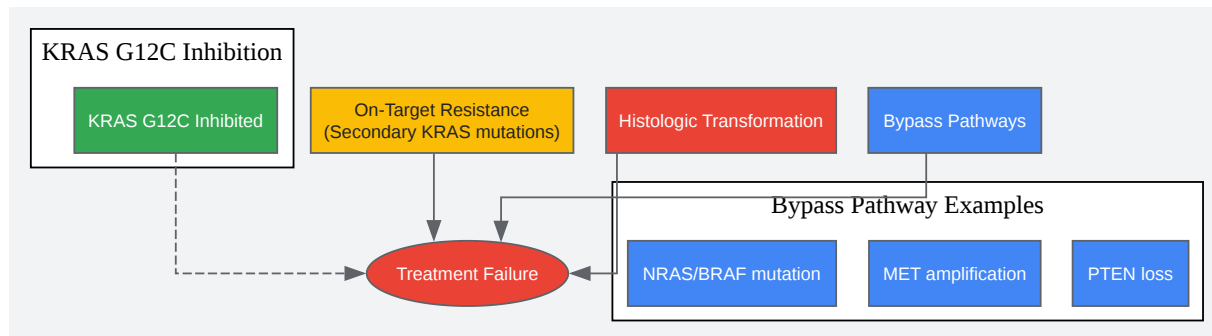 KRAS G12C Inhibition
KRAS G12C Inhibited
On-Target Resistance
(Secondary KRAS mutations)
Histologic Transformation
Bypass Pathways
Bypass Pathway Examples
Treatment Failure
NRAS/BRAF mutation
MET amplification
PTEN loss